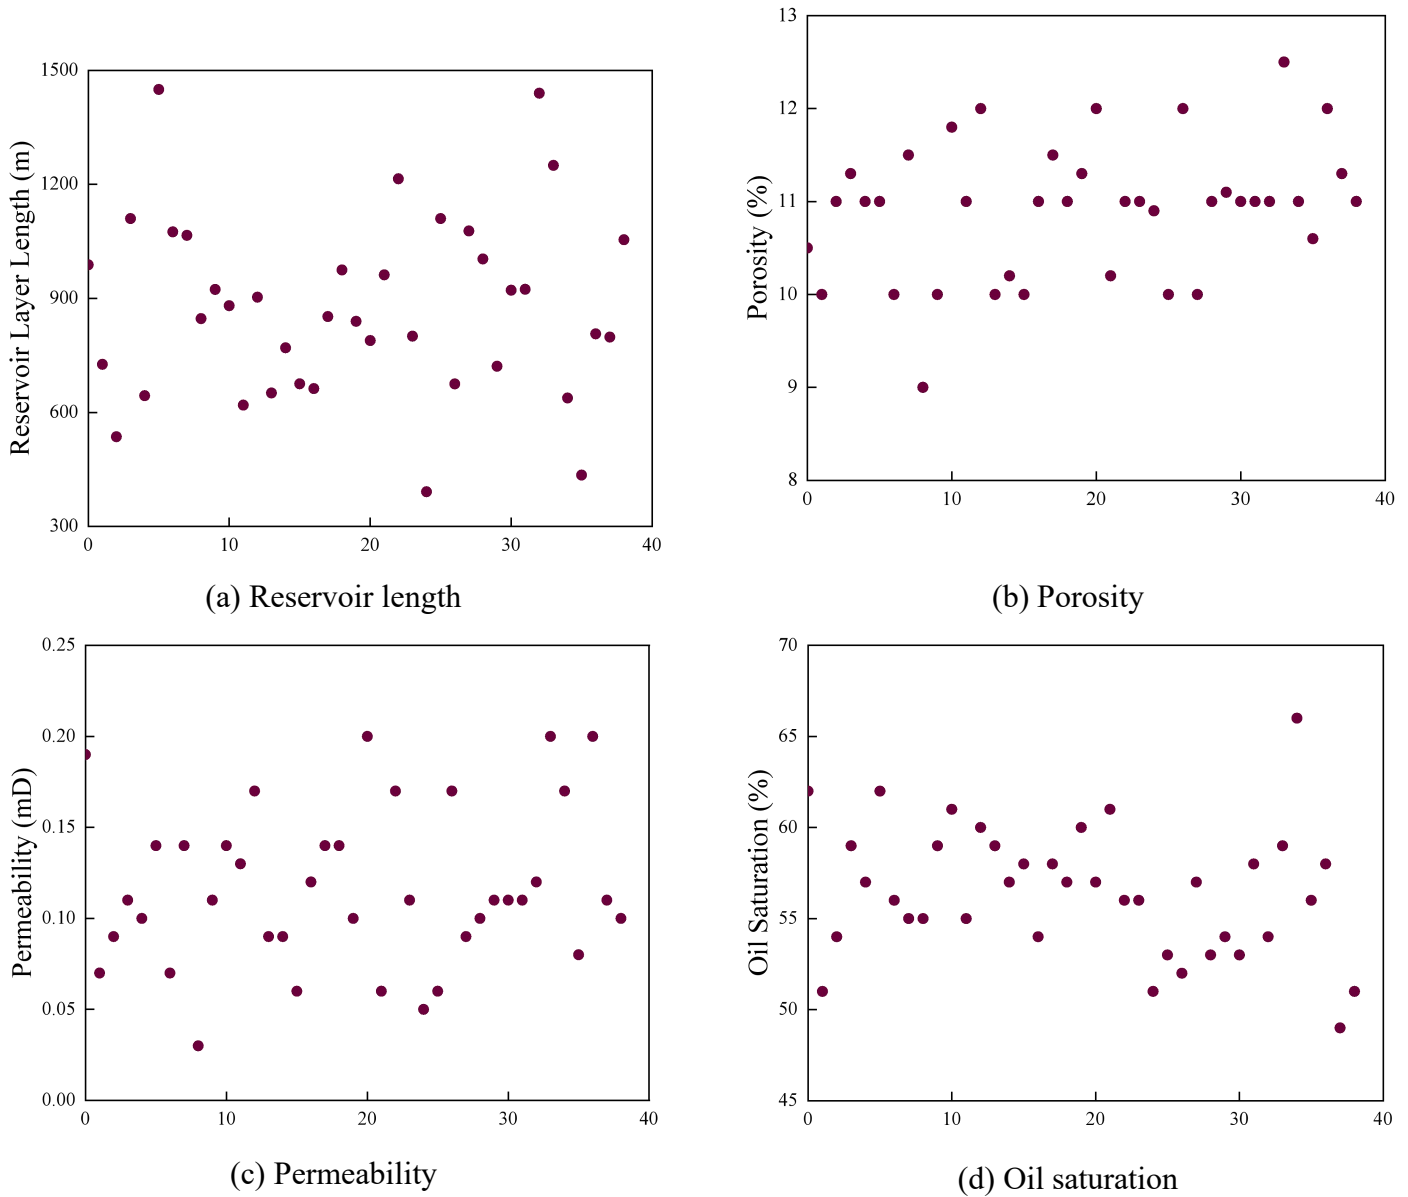 1500
1200
900
600
300
Reservoir Layer Length (m)
0 10 20 30 40
(a) Reservoir length
13
12
11
10
9
8
Porosity (%)
0 10 20 30 40
(b) Porosity
0.25
0.20
0.15
0.10
0.05
0.00
Permeability (mD)
0 10 20 30 40
(c) Permeability
70
65
60
55
50
45
Oil Saturation (%)
0 10 20 30 40
(d) Oil saturation